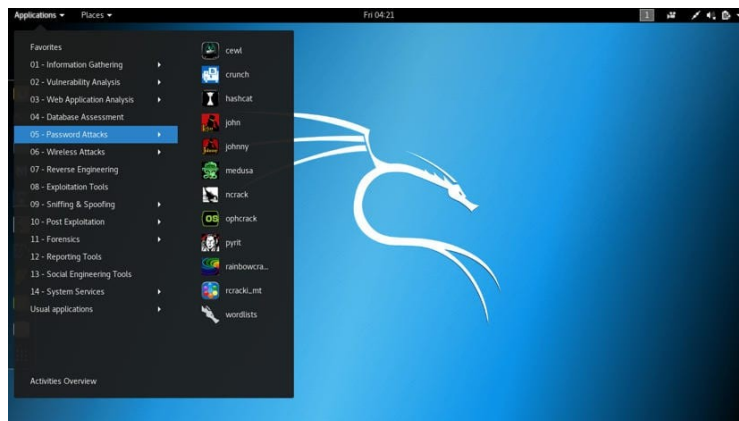 Applications Places Fri 04:21 1
Favorites
01 - Information Gathering
02 - Vulnerability Analysis
03 - Web Application Analysis
04 - Database Assessment
05 - Password Attacks
06 - Wireless Attacks
07 - Reverse Engineering
08 - Exploitation Tools
09 - Sniffing & Spoofing
10 - Post Exploitation
11 - Forensics
12 - Reporting Tools
13 - Social Engineering Tools
14 - System Services
Usual applications
Activities Overview
cewl
crunch
hashcat
john
johnny
medusa
ncrack
OS ophcrack
pyrit
rainbowcra...
rcracki_mt
wordlists